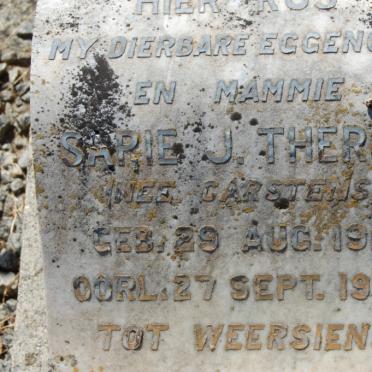 HIER RUS
MY DIERBARE EGGENO
EN MAMMIE
SARIE J. THER
(NEE CARSTENS
GEB. 29 AUG. 19
OORL. 27 SEPT. 19
TOT WEERSIEN